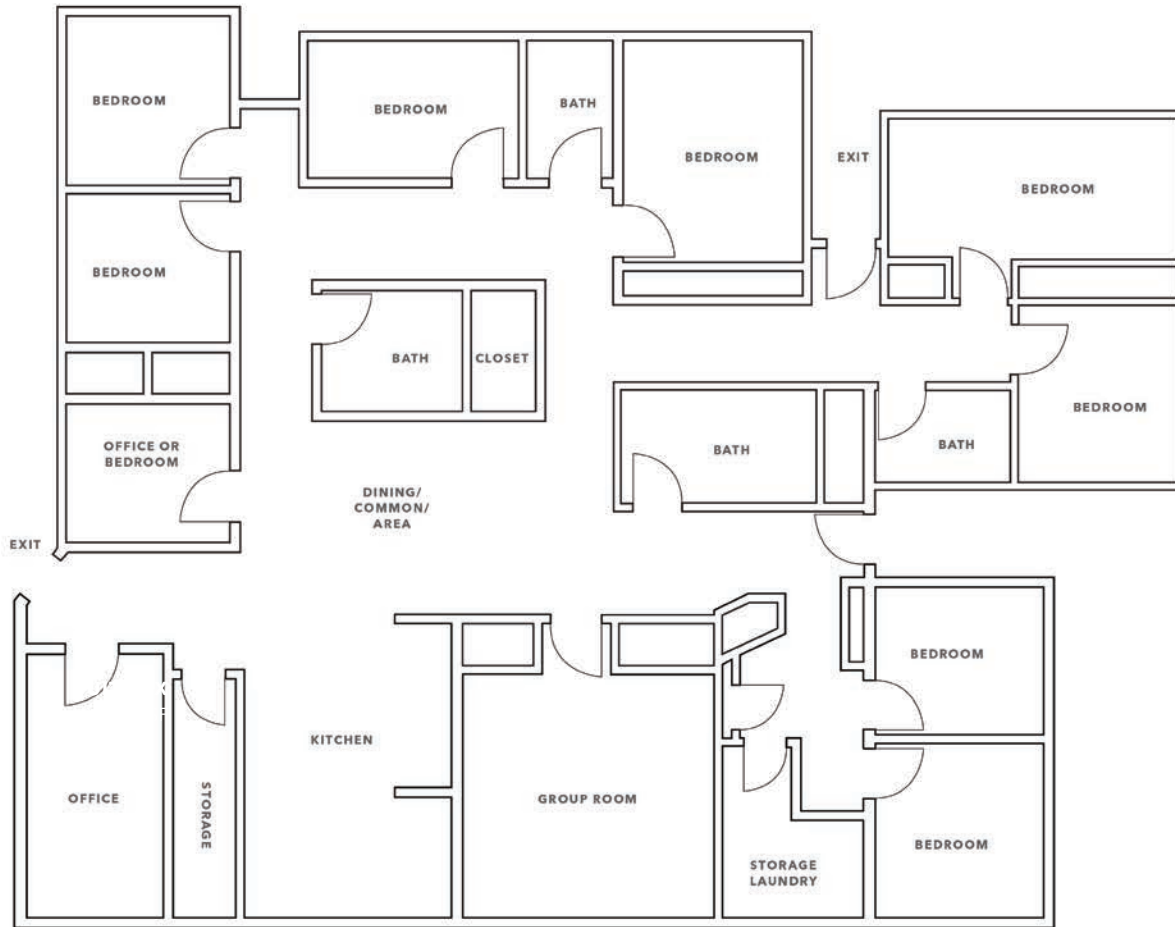 BEDROOM
BEDROOM
BATH
BEDROOM
EXIT
BEDROOM
BEDROOM
BATH
CLOSET
BEDROOM
OFFICE OR
BEDROOM
BATH
BATH
DINING/
COMMON/
AREA
EXIT
BEDROOM
KITCHEN
OFFICE
STORAGE
GROUP ROOM
BEDROOM
STORAGE
LAUNDRY